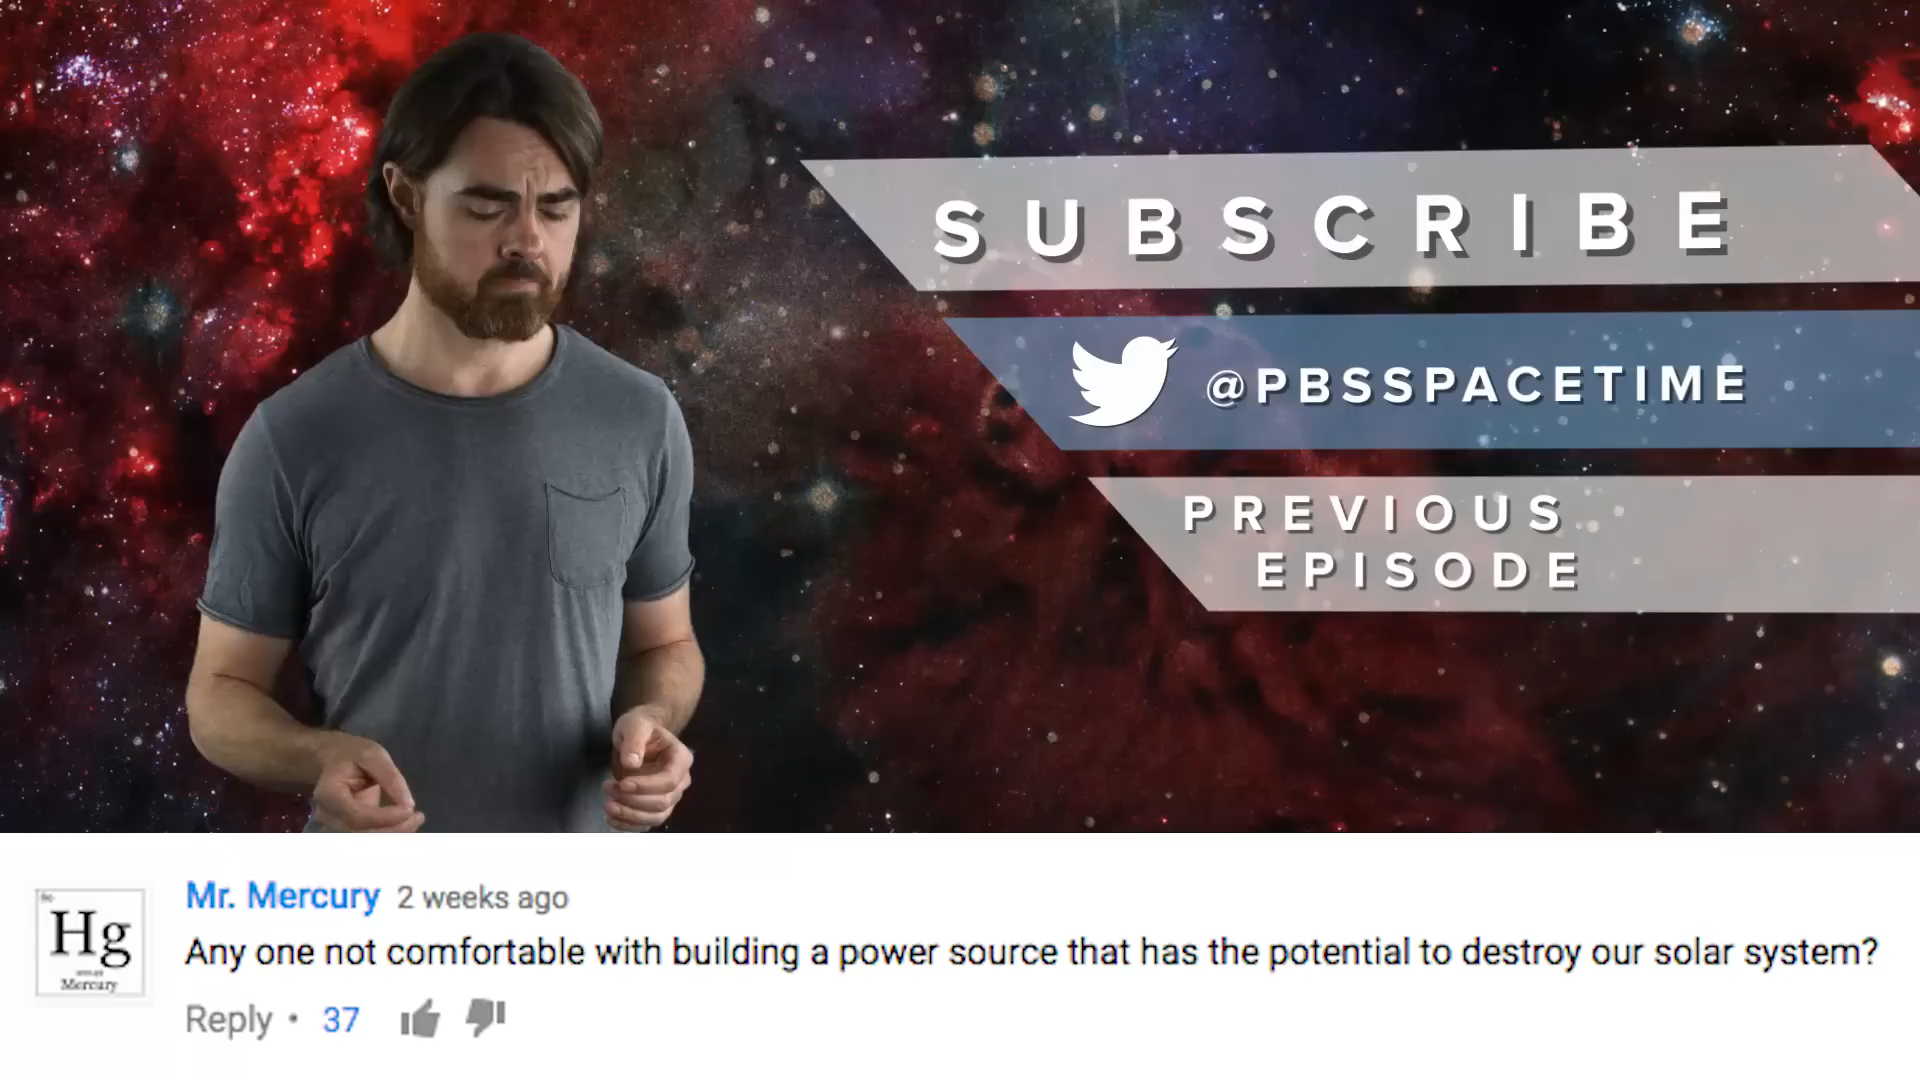 SUBSCRIBE
@PBSSPACETIME
PREVIOUS
EPISODE
Mr. Mercury 2 weeks ago
Hg
Any one not comfortable with building a power source that has the potential to destroy our solar system?
Mercury
Reply • 37